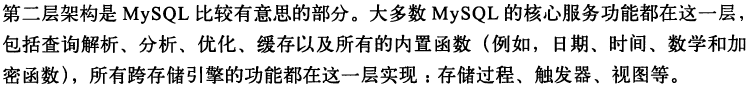 第二层架构是 MySQL 比较有意思的部分。大多数 MySQL 的核心服务功能都在这一层，
包括查询解析、分析、优化、缓存以及所有的内置函数（例如，日期、时间、数学和加
密函数），所有跨存储引擎的功能都在这一层实现：存储过程、触发器、视图等。